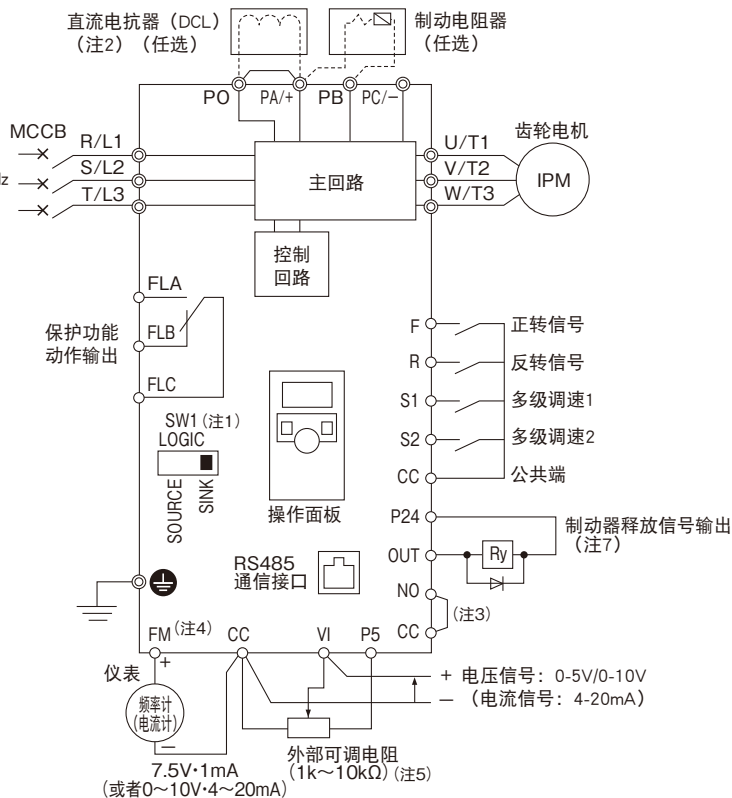 直流电抗器（DCL）
（注2）（任选）
制动电阻器
（任选）
PO
PA/+
PB
PC/−
MCCB
R/L1
S/L2
T/L3
Hz
主回路
控制
回路
U/T1
V/T2
W/T3
齿轮电机
IPM
FLA
FLB
FLC
保护功能
动作输出
SW1（注1）
LOGIC
SOURCE
SINK
操作面板
RS485
通信接口
F
正转信号
R
反转信号
S1
多级调速1
S2
多级调速2
CC
公共端
P24
OUT
Ry
制动器释放信号输出
（注7）
NO
CC
（注3）
FM（注4）
CC
VI
P5
+
仪表
频率计
（电流计）
−
7.5V·1mA
（或者0～10V·4～20mA）
外部可调电阻
（1k～10kΩ）（注5）
+ 电压信号：0-5V/0-10V
− （电流信号：4-20mA）